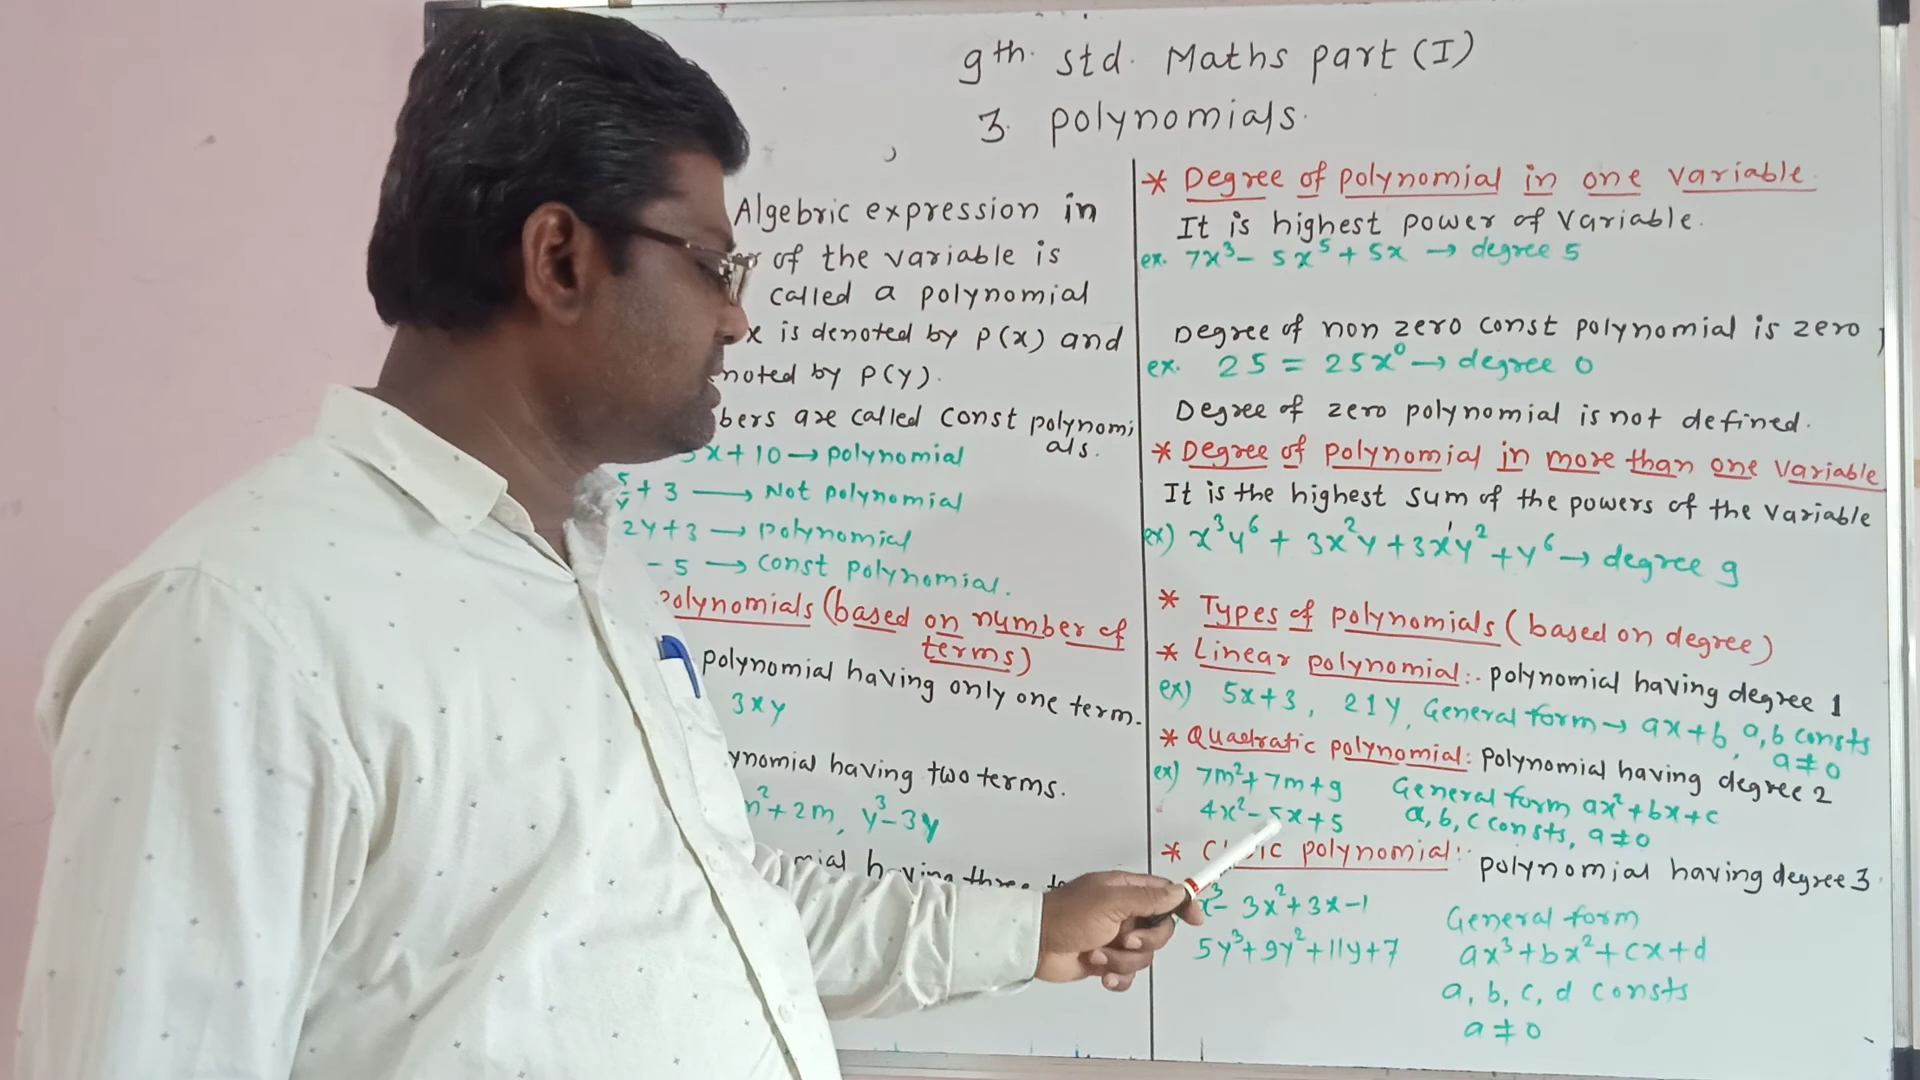 9th. std. Maths part (I)
3. polynomials.
Algebric expression in
of the variable is
called a polynomial
x is denoted by p(x) and
noted by p(y).
bers are called const polynomi
als.
x+10 → polynomial
+ 3 → Not polynomial
2y+3 → polynomial
-5 → const polynomial.
polynomials (based on number of
terms)
polynomial having only one term.
3xy
ynomial having two terms.
m²+2m, y³-3y
mial having three
* Degree of polynomial in one variable.
It is highest power of variable.
ex. 7x³ - 5x⁵ + 5x → degree 5
Degree of non zero const polynomial is zero
ex. 25 = 25x⁰ → degree 0
Degree of zero polynomial is not defined.
* Degree of polynomial in more than one variable
It is the highest sum of the powers of the variable
ex) x³y⁶ + 3x²y + 3x¹y² + y⁶ → degree 9
* Types of polynomials (based on degree)
* Linear polynomial:- polynomial having degree 1
ex) 5x+3, 21y, General form → ax+b, a,b consts
a≠0
* Quadratic polynomial: polynomial having degree 2
ex) 7m²+7m+9 General form ax²+bx+c
4x²-5x+5 a, b, c consts, a≠0
* Cubic polynomial:- polynomial having degree 3.
x³- 3x²+3x-1 General form
5y³+9y²+11y+7 ax³+bx²+cx+d
a, b, c, d consts
a≠0